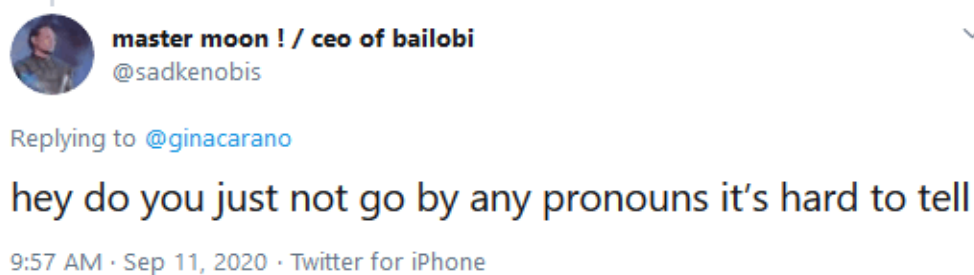 master moon ! / ceo of bailobi
@sadkenobis
Replying to @ginacarano
hey do you just not go by any pronouns it’s hard to tell
9:57 AM · Sep 11, 2020 · Twitter for iPhone